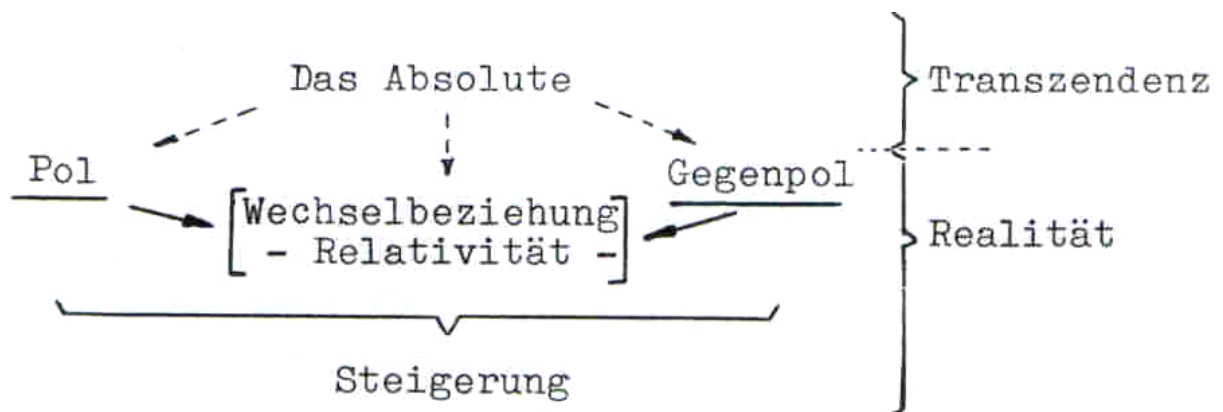 Das Absolute
Transzendenz
Pol
Gegenpol
[Wechselbeziehung]
- Relativität -
Realität
Steigerung